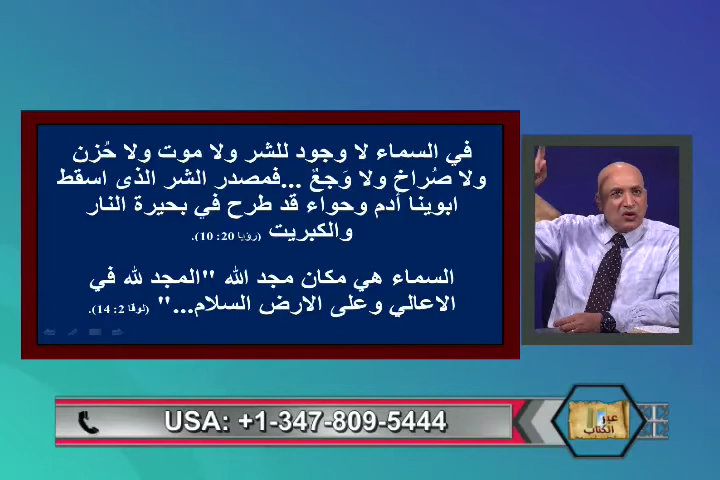 في السماء لا وجود للشر ولا موت ولا حُزن
ولا صُراخ ولا وَجعٌ ...فمصدر الشر الذى اسقط
ابوينا أدم وحواء قد طرح في بحيرة النار
والكبريت (رؤيا 20: 10).
السماء هي مكان مجد الله "المجد لله في
الاعالي وعلى الارض السلام..." (لوقا 2: 14).
USA: +1-347-809-5444
عبر
الكتاب